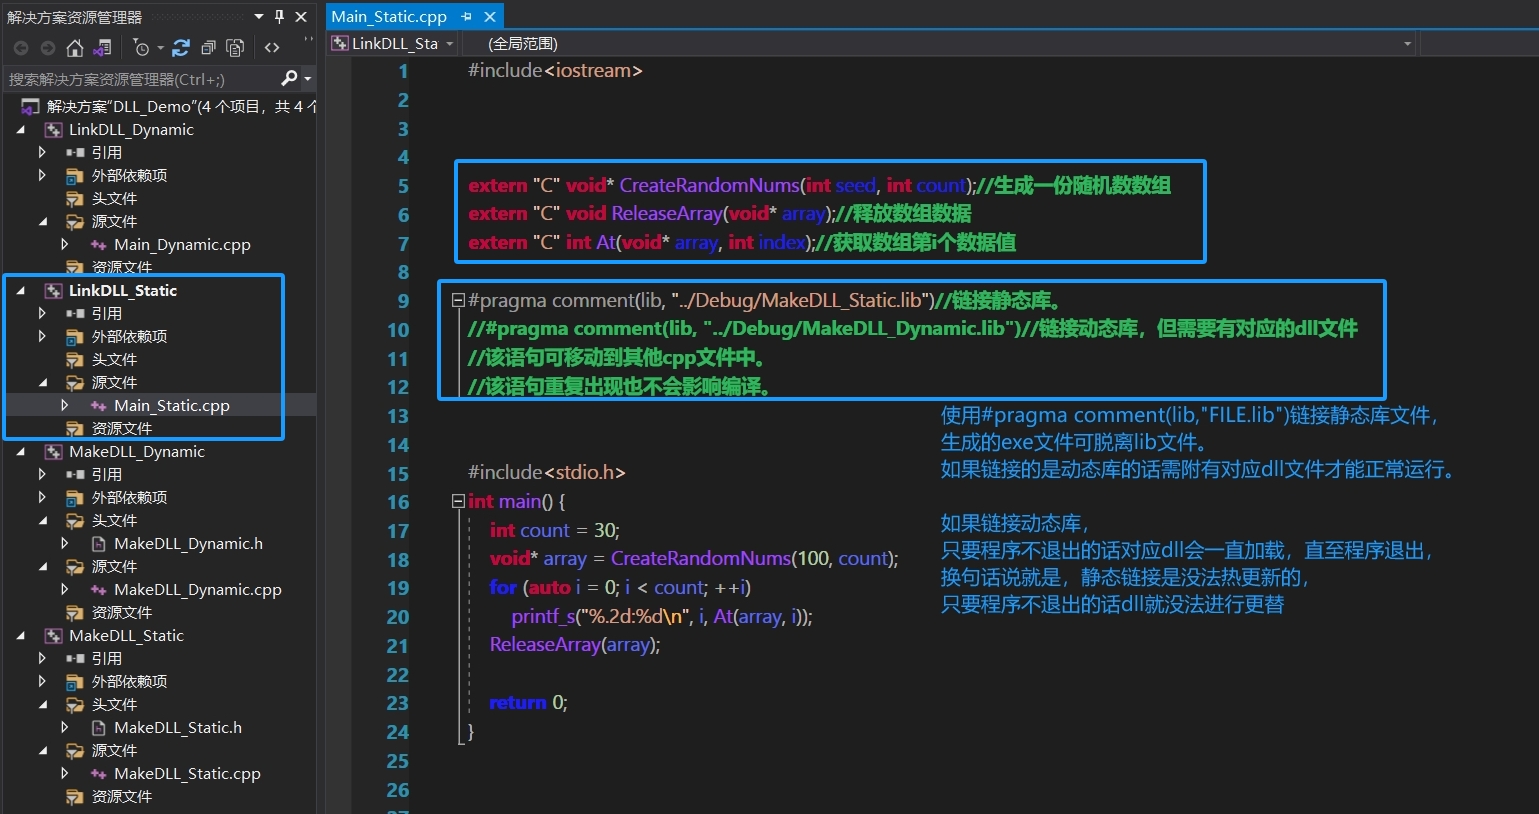 解决方案资源管理器
搜索解决方案资源管理器(Ctrl+;)
解决方案"DLL_Demo"(4 个项目，共 4 个
LinkDLL_Dynamic
引用
外部依赖项
头文件
源文件
Main_Dynamic.cpp
资源文件
LinkDLL_Static
引用
外部依赖项
头文件
源文件
Main_Static.cpp
资源文件
MakeDLL_Dynamic
引用
外部依赖项
头文件
MakeDLL_Dynamic.h
源文件
MakeDLL_Dynamic.cpp
资源文件
MakeDLL_Static
引用
外部依赖项
头文件
MakeDLL_Static.h
源文件
MakeDLL_Static.cpp
资源文件
Main_Static.cpp
LinkDLL_Sta
(全局范围)
1 #include<iostream>
2
3
4
5 extern "C" void* CreateRandomNums(int seed, int count);//生成一份随机数数组
6 extern "C" void ReleaseArray(void* array);//释放数组数据
7 extern "C" int At(void* array, int index);//获取数组第i个数据值
8
9 #pragma comment(lib, "../Debug/MakeDLL_Static.lib")//链接静态库。
10 //#pragma comment(lib, "../Debug/MakeDLL_Dynamic.lib")//链接动态库，但需要有对应的dll文件
11 //该语句可移动到其他cpp文件中。
12 //该语句重复出现也不会影响编译。
13
14
15 #include<stdio.h>
16 int main() {
17 int count = 30;
18 void* array = CreateRandomNums(100, count);
19 for (auto i = 0; i < count; ++i)
20 printf_s("%.2d:%d\n", i, At(array, i));
21 ReleaseArray(array);
22
23 return 0;
24 }
25
26
27
使用#pragma comment(lib,"FILE.lib")链接静态库文件，
生成的exe文件可脱离lib文件。
如果链接的是动态库的话需附有对应dll文件才能正常运行。
如果链接动态库，
只要程序不退出的话对应dll会一直加载，直至程序退出，
换句话说就是，静态链接是没法热更新的，
只要程序不退出的话dll就没法进行更替